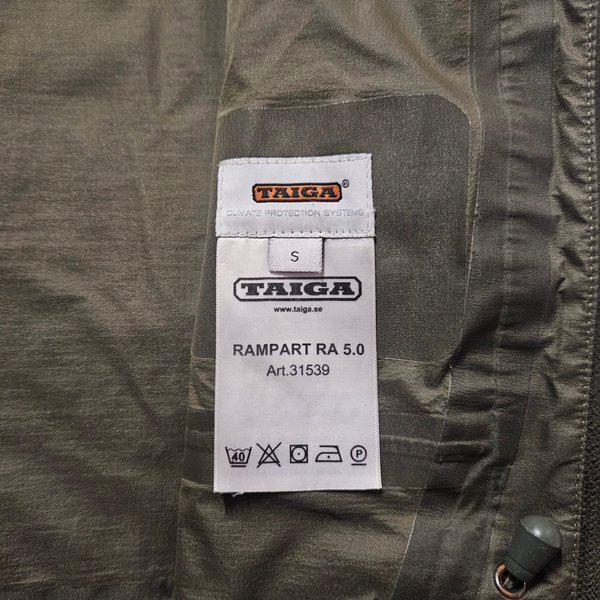 TAIGA®
CLIMATE PROTECTION SYSTEMS
S
TAIGA
www.taiga.se
RAMPART RA 5.0
Art.31539
40 P